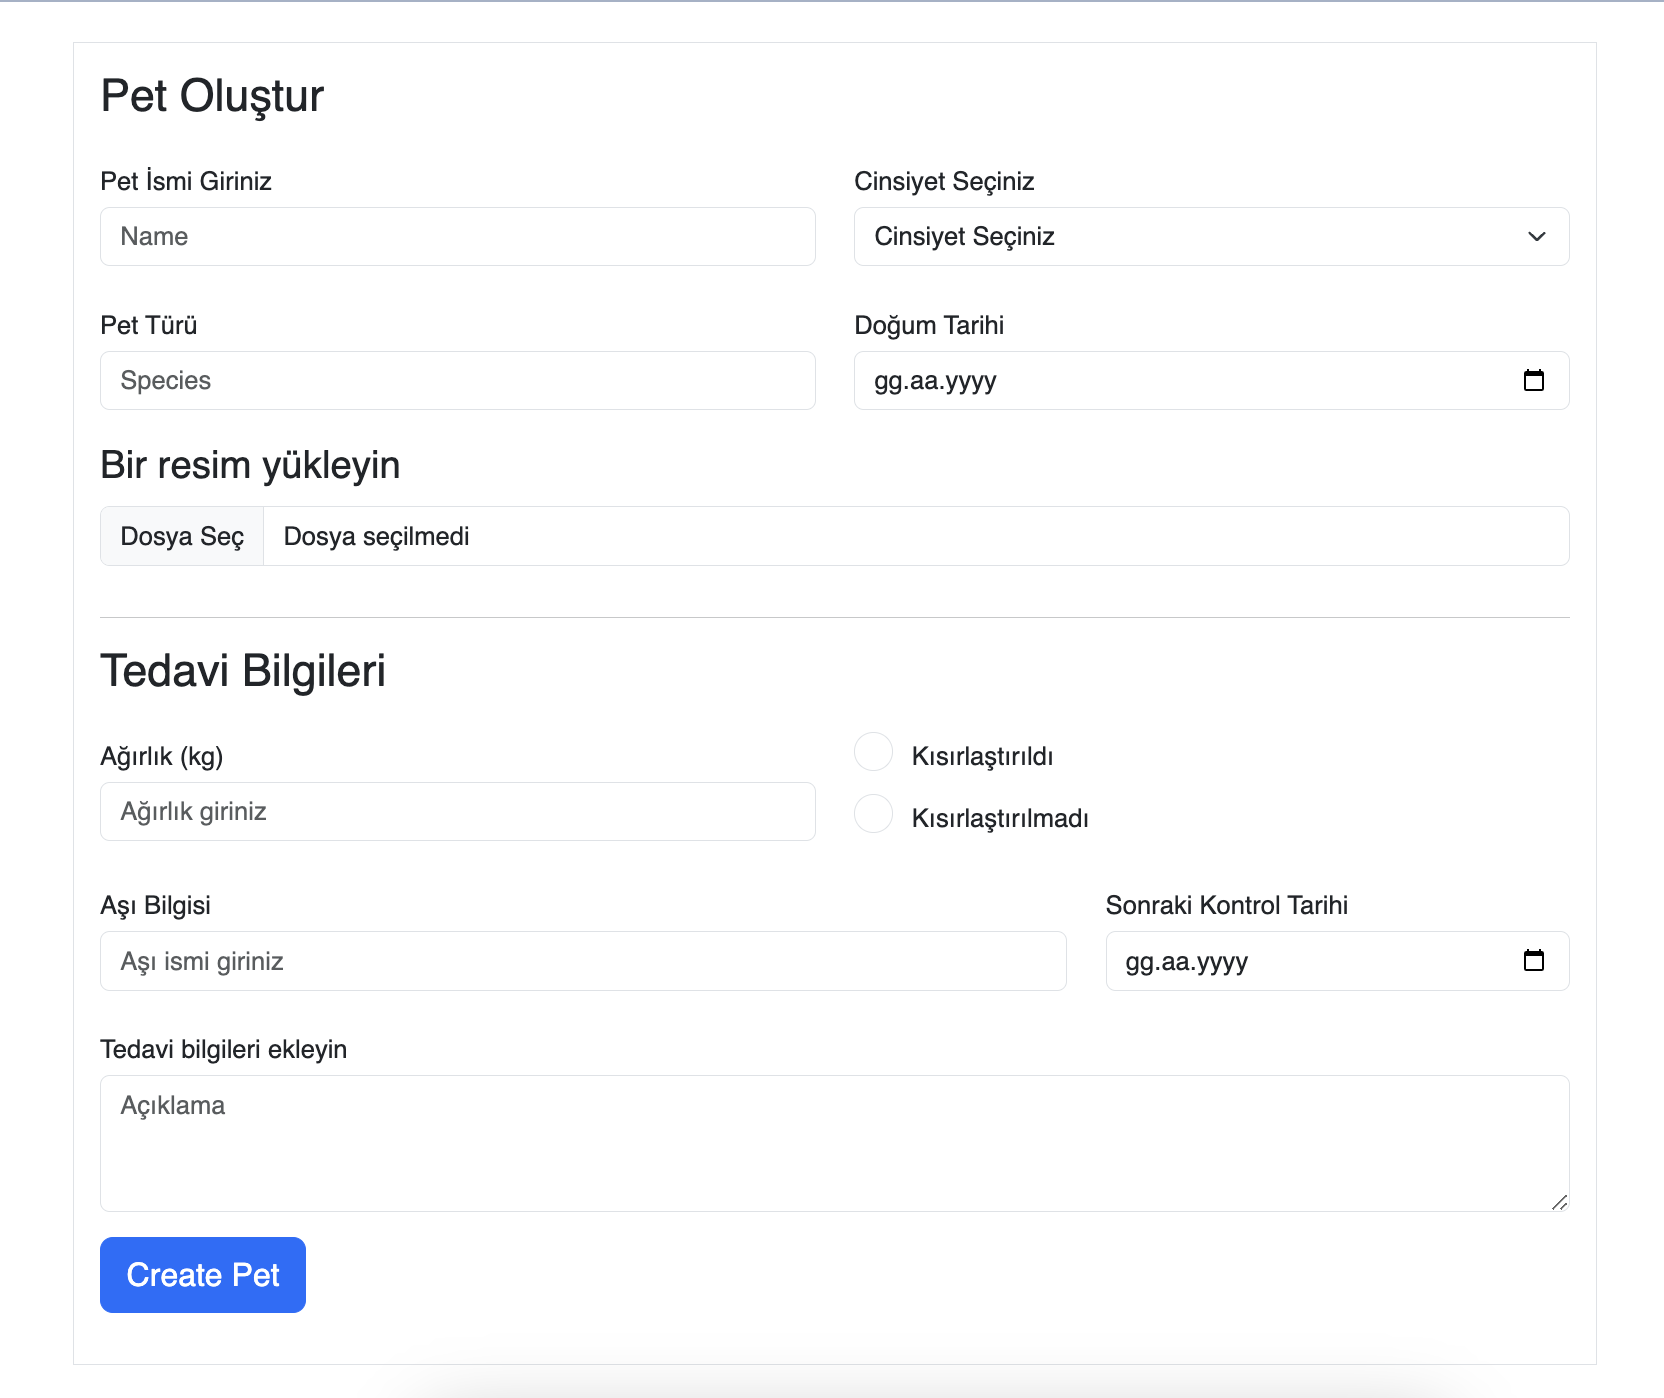 Pet Oluştur
Pet İsmi Giriniz
Cinsiyet Seçiniz
Name
Cinsiyet Seçiniz
Pet Türü
Doğum Tarihi
Species
gg.aa.yyyy
Bir resim yükleyin
Dosya Seç
Dosya seçilmedi
Tedavi Bilgileri
Ağırlık (kg)
Kısırlaştırıldı
Ağırlık giriniz
Kısırlaştırılmadı
Aşı Bilgisi
Sonraki Kontrol Tarihi
Aşı ismi giriniz
gg.aa.yyyy
Tedavi bilgileri ekleyin
Açıklama
Create Pet